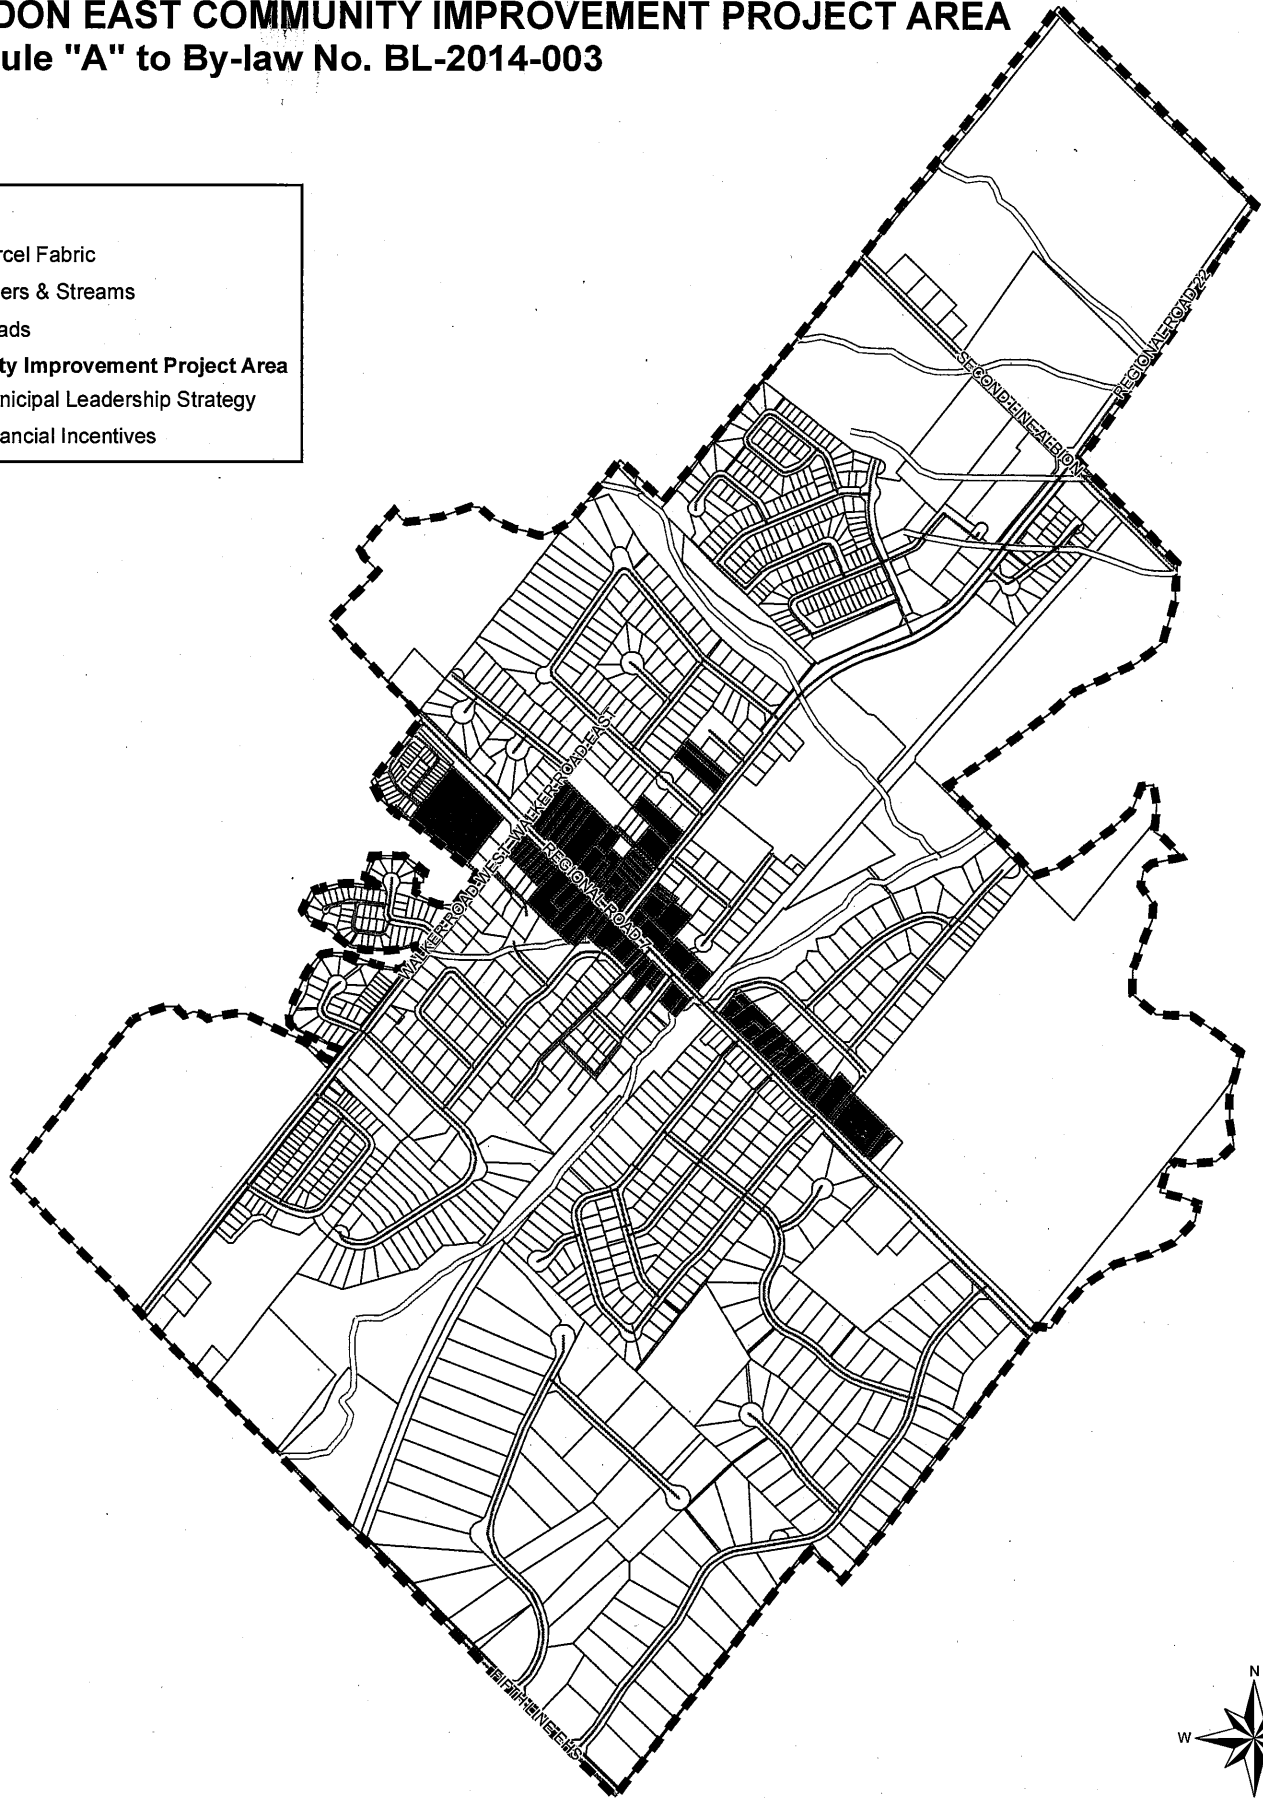 DON EAST COMMUNITY IMPROVEMENT PROJECT AREA
ule "A" to By-law No. BL-2014-003
rcel Fabric
ers & Streams
ads
ty Improvement Project Area
nicipal Leadership Strategy
ancial Incentives
REGIONAL ROAD 22
SECOND LINE ALBION
WALKER ROAD EAST
WALKER ROAD WEST
REGIONAL ROAD 7
FIFTH LINE EHS
N
W